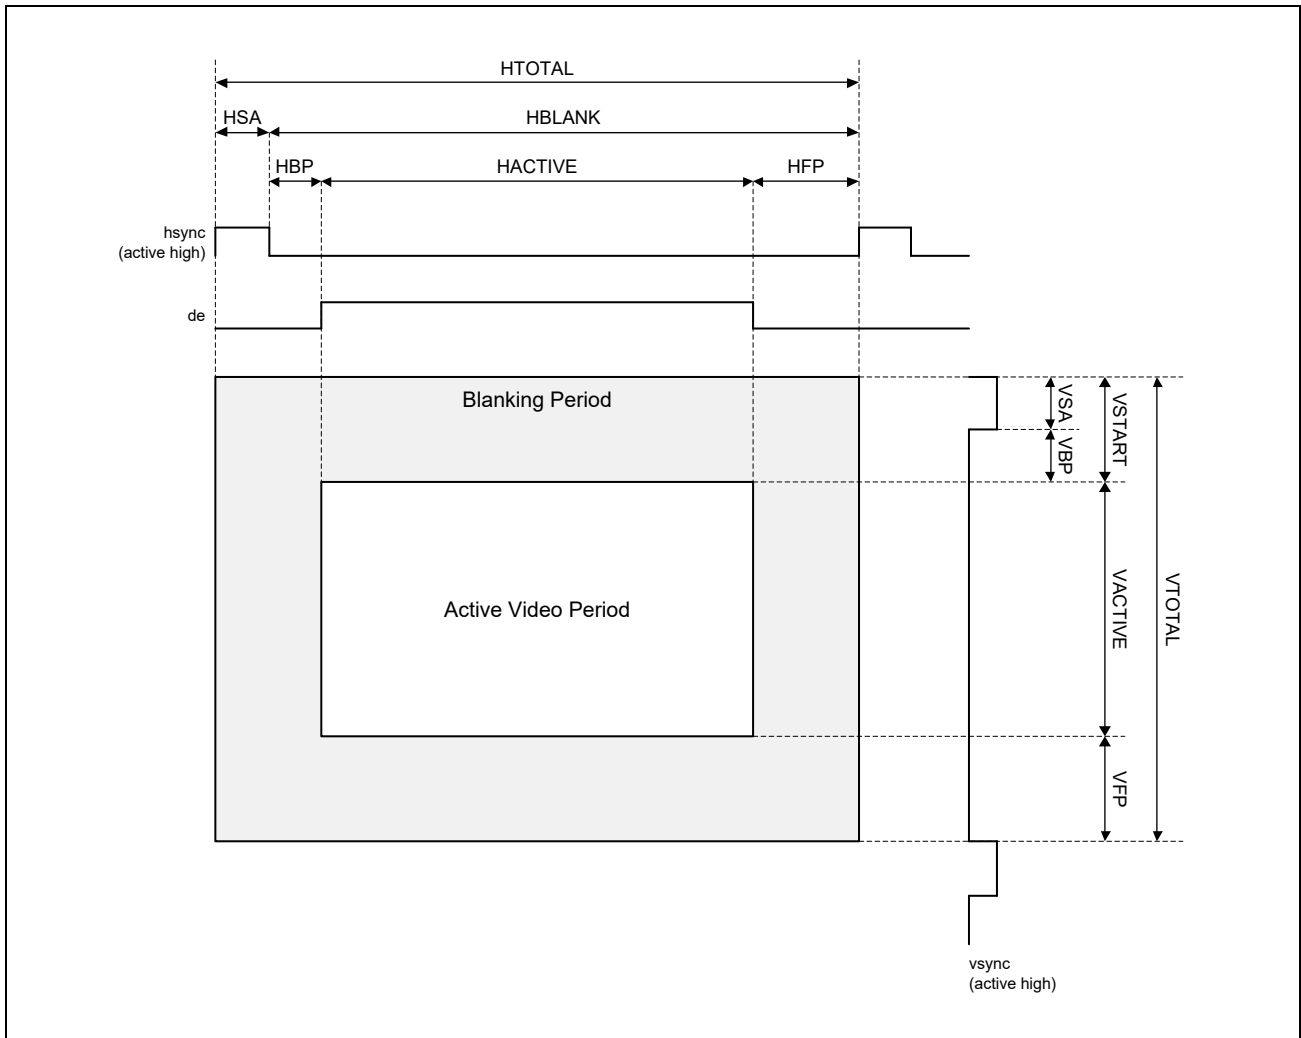 HTOTAL
HSA
HBLANK
HBP
HACTIVE
HFP
hsync
(active high)
de
Blanking Period
VSA
VSTART
VBP
Active Video Period
VACTIVE
VTOTAL
VFP
vsync
(active high)